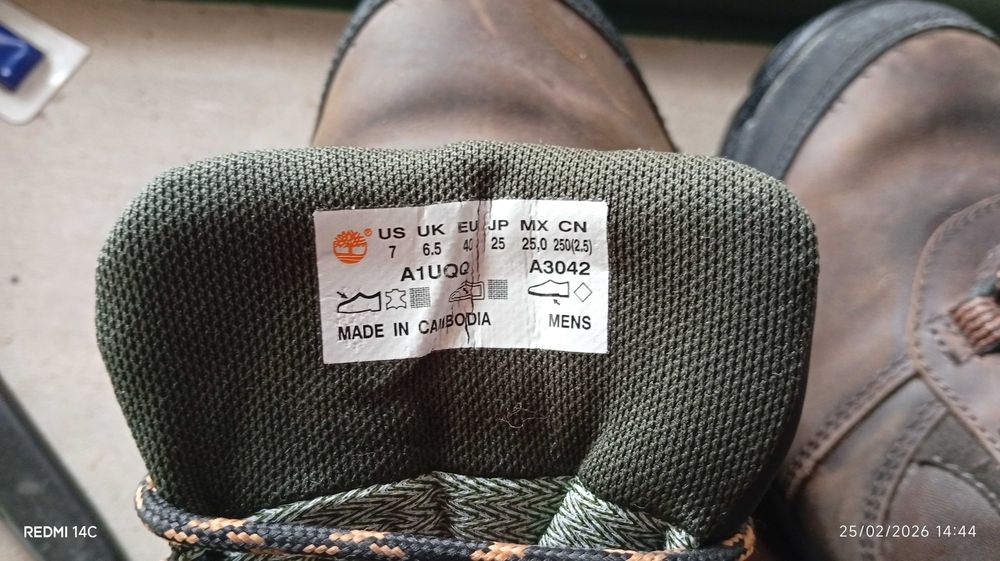 ® US UK EU JP MX CN
7 6.5 40 25 25,0 250(2.5)
A1UQQ A3042
MADE IN CAMBODIA MENS
REDMI 14C
25/02/2026 14:44